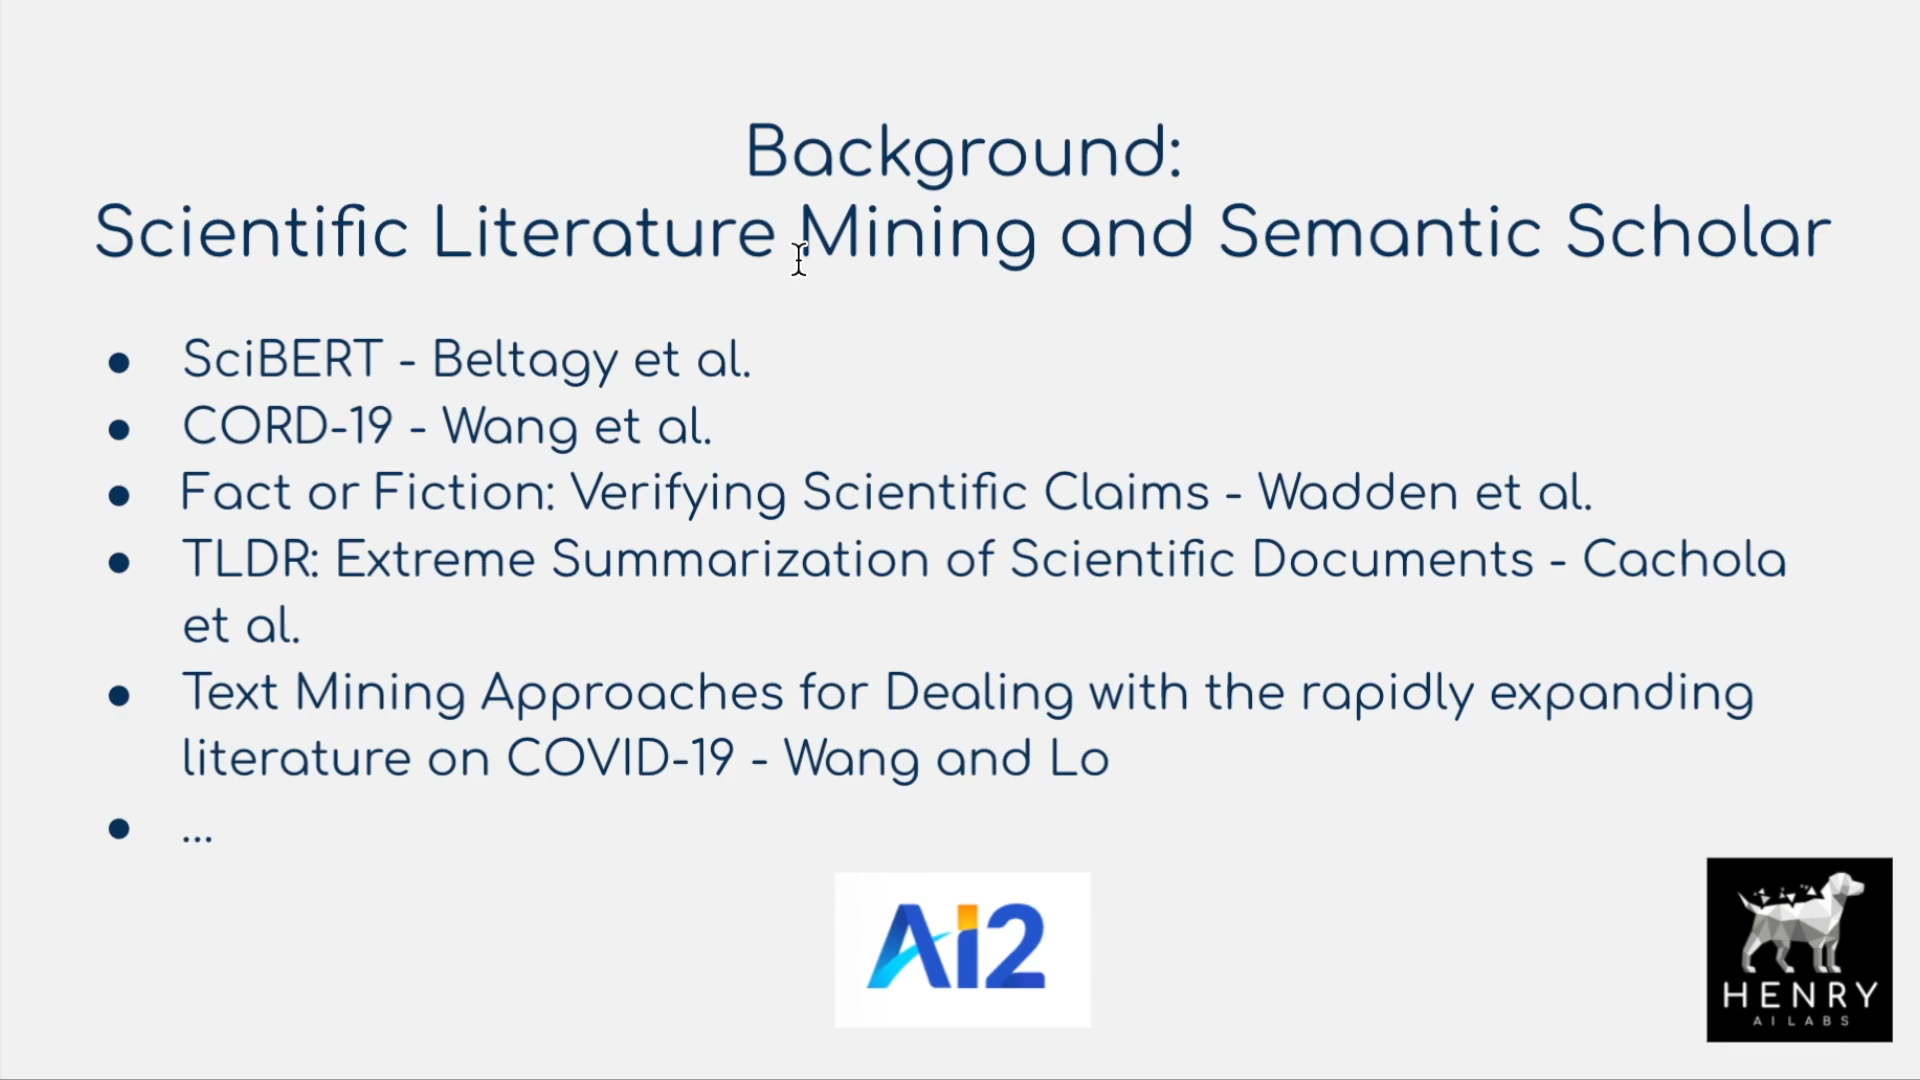 Background:
Scientific Literature Mining and Semantic Scholar
● SciBERT - Beltagy et al.
● CORD-19 - Wang et al.
● Fact or Fiction: Verifying Scientific Claims - Wadden et al.
● TLDR: Extreme Summarization of Scientific Documents - Cachola
et al.
● Text Mining Approaches for Dealing with the rapidly expanding
literature on COVID-19 - Wang and Lo
● ...
Ai2
HENRY
AI LABS